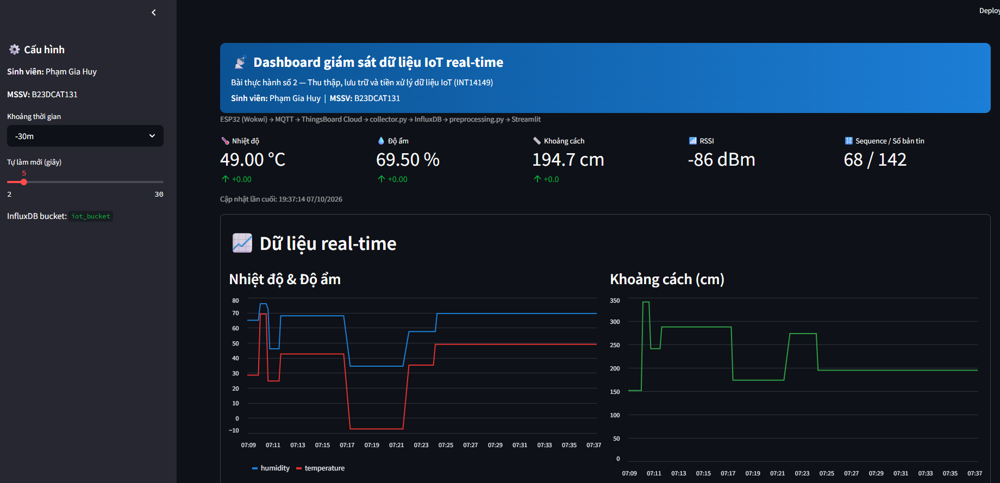 Deploy
Cấu hình
Sinh viên: Phạm Gia Huy
MSSV: B23DCAT131
Khoảng thời gian
-30m
Tự làm mới (giây)
5
2 30
InfluxDB bucket: iot_bucket
Dashboard giám sát dữ liệu IoT real-time
Bài thực hành số 2 — Thu thập, lưu trữ và tiền xử lý dữ liệu IoT (INT14149)
Sinh viên: Phạm Gia Huy | MSSV: B23DCAT131
ESP32 (Wokwi) → MQTT → ThingsBoard Cloud → collector.py → InfluxDB → preprocessing.py → Streamlit
Nhiệt độ
49.00 °C
↑ +0.00
Độ ẩm
69.50 %
↑ +0.00
Khoảng cách
194.7 cm
↑ +0.0
RSSI
-86 dBm
Sequence / Số bản tin
68 / 142
Cập nhật lần cuối: 19:37:14 07/10/2026
Dữ liệu real-time
Nhiệt độ & Độ ẩm
80
70
60
50
40
30
20
10
0
−10
07:09 07:11 07:13 07:15 07:17 07:19 07:21 07:23 07:25 07:27 07:29 07:31 07:33 07:35 07:37
humidity temperature
Khoảng cách (cm)
350
300
250
200
150
100
50
0
07:09 07:11 07:13 07:15 07:17 07:19 07:21 07:23 07:25 07:27 07:29 07:31 07:33 07:35 07:37